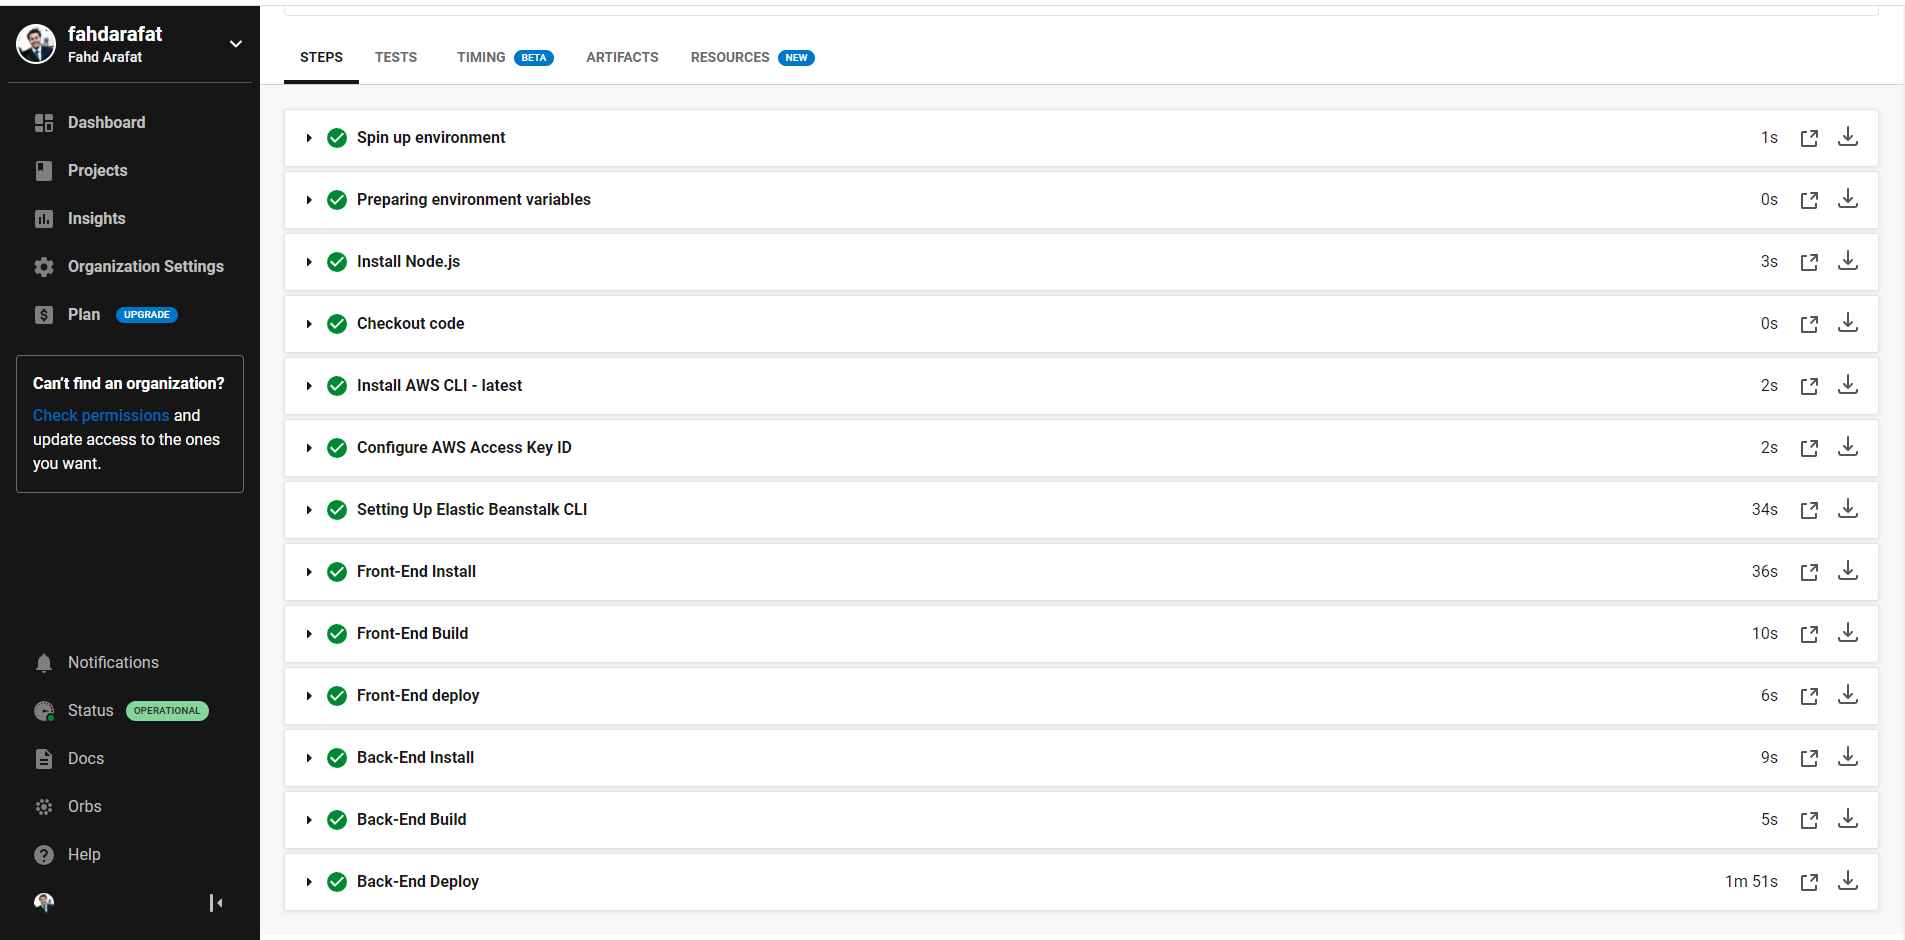 fahdarafat
Fahd Arafat
Dashboard
Projects
Insights
Organization Settings
Plan UPGRADE
Can't find an organization?
Check permissions and
update access to the ones
you want.
Notifications
Status OPERATIONAL
Docs
Orbs
Help
STEPS TESTS TIMING BETA ARTIFACTS RESOURCES NEW
Spin up environment 1s
Preparing environment variables 0s
Install Node.js 3s
Checkout code 0s
Install AWS CLI - latest 2s
Configure AWS Access Key ID 2s
Setting Up Elastic Beanstalk CLI 34s
Front-End Install 36s
Front-End Build 10s
Front-End deploy 6s
Back-End Install 9s
Back-End Build 5s
Back-End Deploy 1m 51s